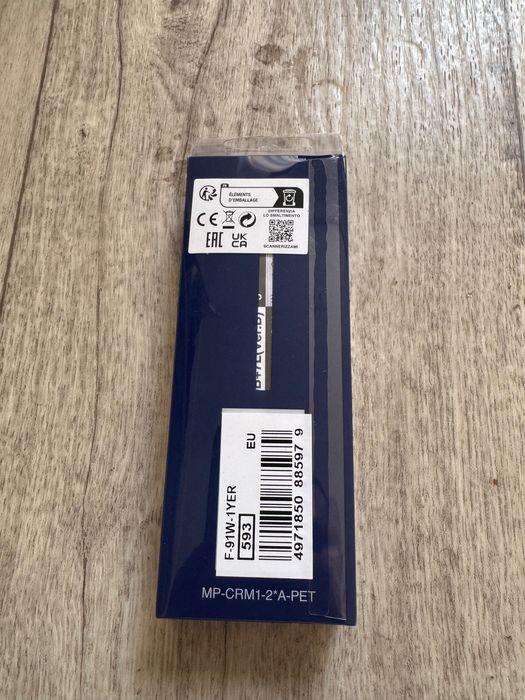 FR
ÉLÉMENTS
D'EMBALLAGE
DIFFERENZIA
LO SMALTIMENTO
CE
EAC
UK
CA
SCANNERIZZAMI
F-91W-1YER
EU
593
4971850 88597 9
MP-CRM1-2*A-PET